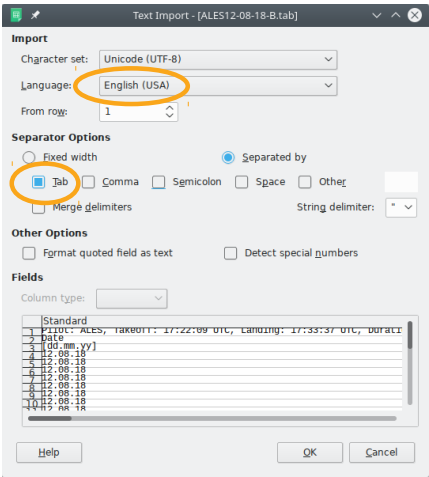 Text Import - [ALES12-08-18-B.tab]
Import
Character set: Unicode (UTF-8)
Language: English (USA)
From row: 1
Separator Options
Fixed width Separated by
Tab Comma Semicolon Space Other
Merge delimiters String delimiter: "
Other Options
Format quoted field as text Detect special numbers
Fields
Column type:
Standard
1 Pilot: ALES, Takeoff: 17:22:09 UTC, Landing: 17:33:37 UTC, Durati
2 Date
3 [dd.mm.yy]
4 12.08.18
5 12.08.18
6 12.08.18
7 12.08.18
8 12.08.18
9 12.08.18
10 12.08.18
11 12.08.18
Help OK Cancel